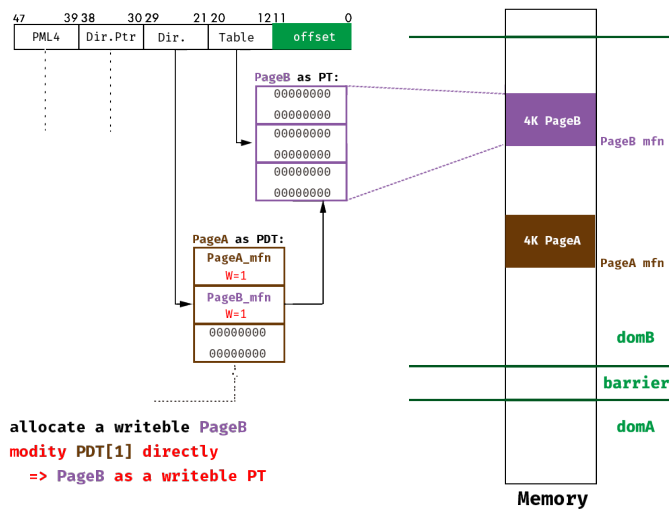 47 39 38 30 29 21 20 12 11 0
PML4 Dir.Ptr Dir. Table offset
PageB as PT:
00000000
00000000
00000000
00000000
00000000
00000000
4K PageB
PageB mfn
4K PageA
PageA mfn
PageA as PDT:
PageA_mfn
W=1
PageB_mfn
W=1
00000000
00000000
domB
barrier
domA
allocate a writeble PageB
modity PDT[1] directly
=> PageB as a writeble PT
Memory